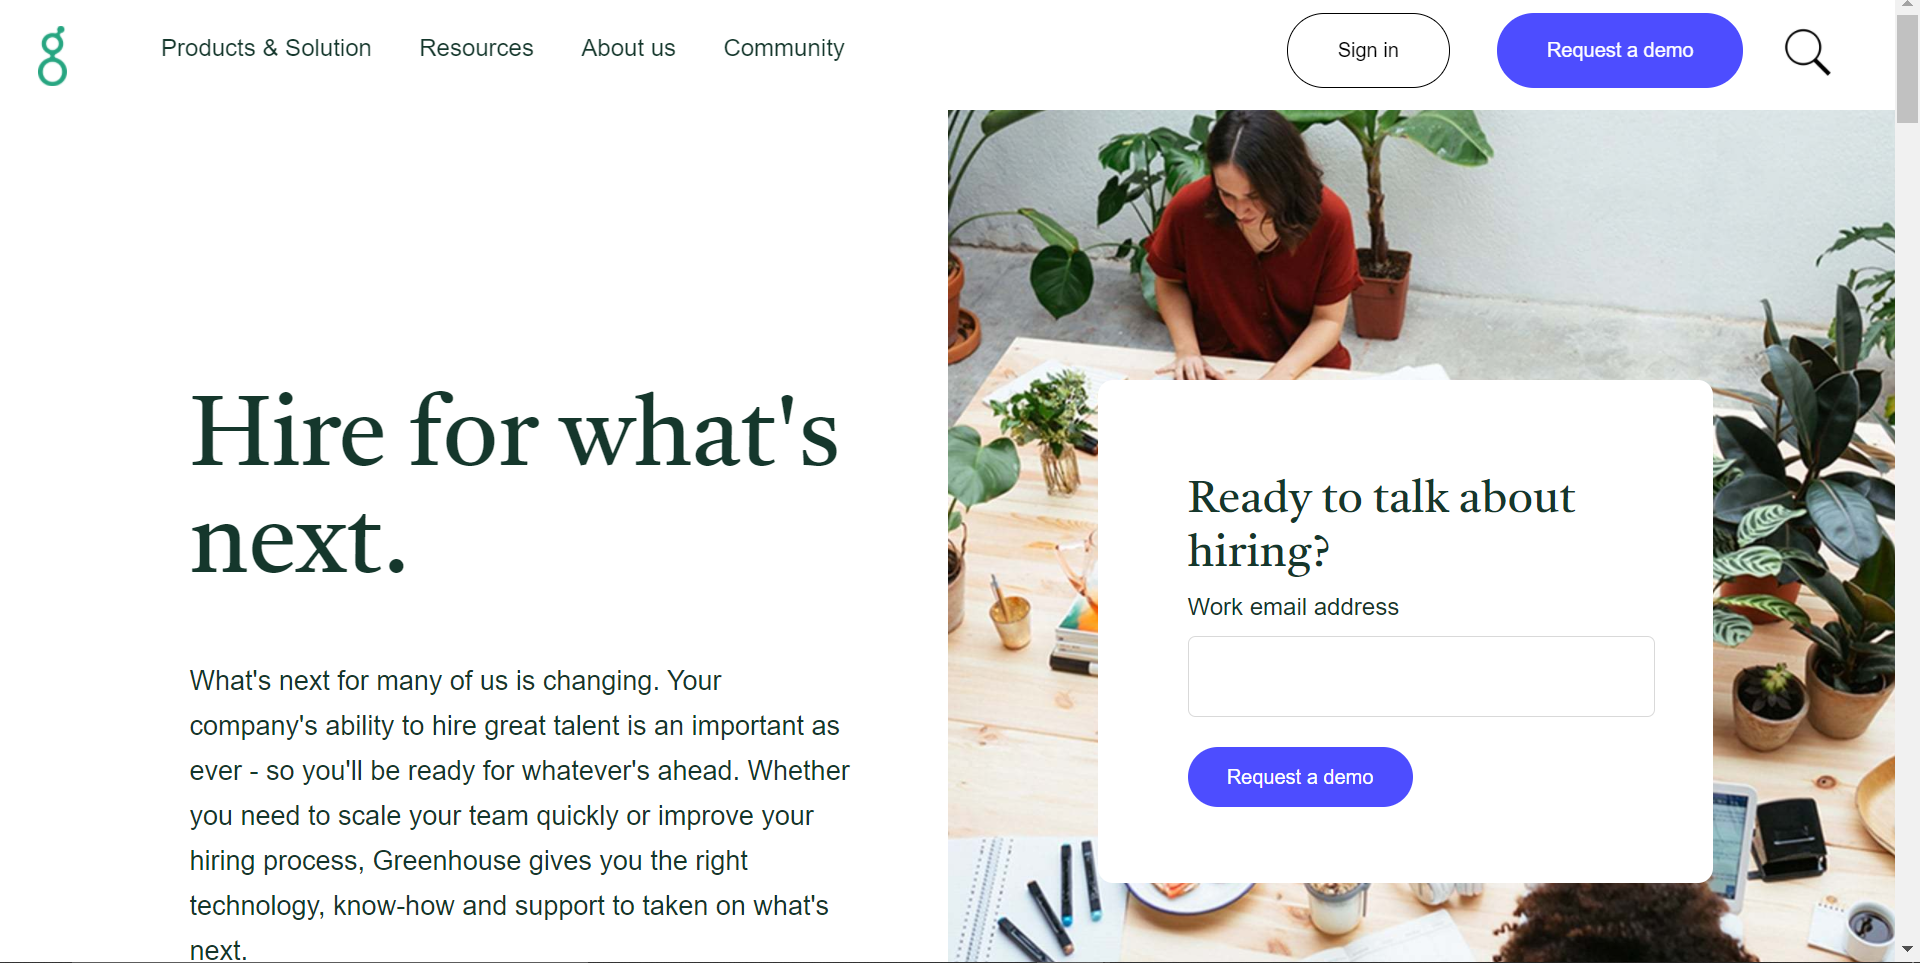 Products & Solution
Resources
About us
Community
Sign in
Request a demo
Hire for what's
next.
What's next for many of us is changing. Your
company's ability to hire great talent is an important as
ever - so you'll be ready for whatever's ahead. Whether
you need to scale your team quickly or improve your
hiring process, Greenhouse gives you the right
technology, know-how and support to taken on what's
next.
Ready to talk about
hiring?
Work email address
Request a demo